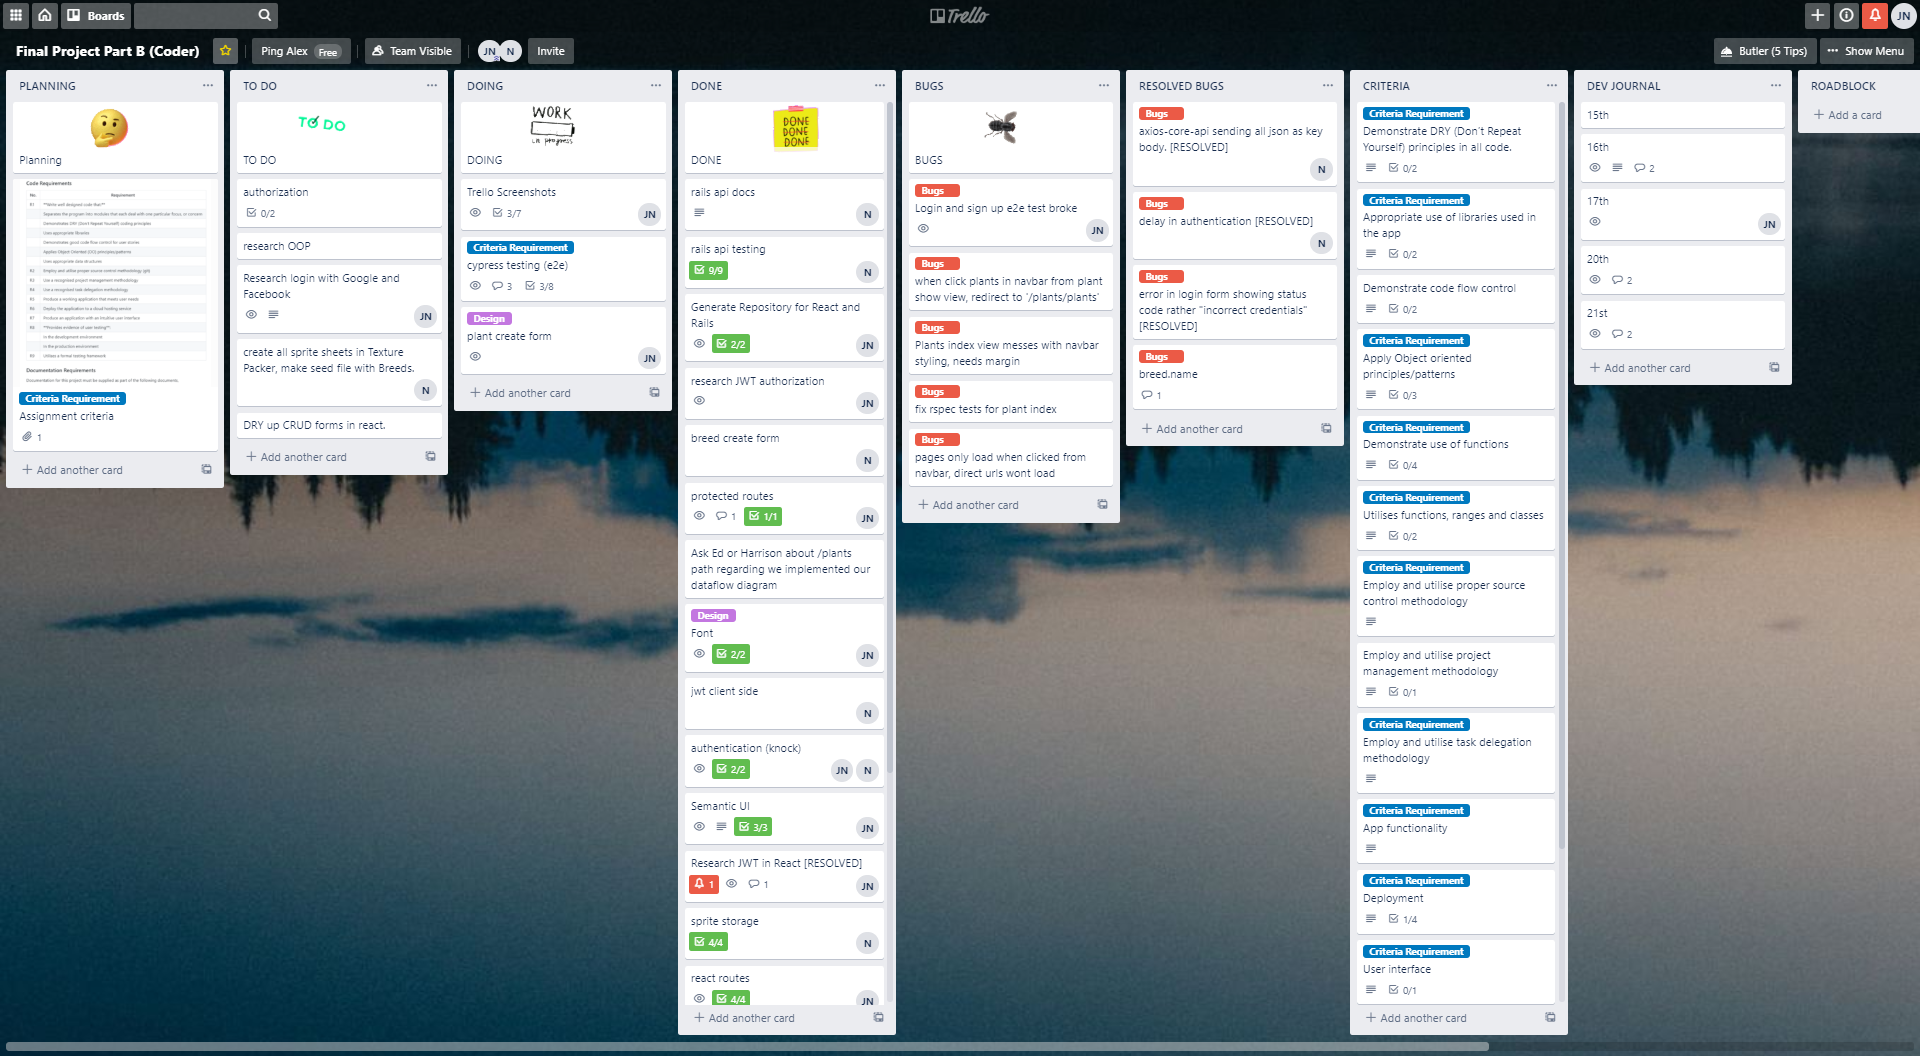 Boards
Trello
JN
Final Project Part B (Coder)
Ping Alex Free
Team Visible
JN N
Invite
Butler (5 Tips)
Show Menu
PLANNING
Planning
Code Requirements
No Requirement
Documentation Requirements
Documentation for this project must be supplied as part of the following documents.
Criteria Requirement
Assignment criteria
1
+ Add another card
TO DO
TO DO
TO DO
authorization
0/2
research OOP
Research login with Google and
Facebook
JN
create all sprite sheets in Texture
Packer, make seed file with Breeds.
N
DRY up CRUD forms in react.
+ Add another card
DOING
WORK
in progress
DOING
Trello Screenshots
3/7
JN
Criteria Requirement
cypress testing (e2e)
3 3/8
Design
plant create form
JN
+ Add another card
DONE
DONE
DONE
DONE
DONE
rails api docs
N
rails api testing
9/9
N
Generate Repository for React and
Rails
2/2
JN
research JWT authorization
JN
breed create form
N
protected routes
1 1/1
JN
Ask Ed or Harrison about /plants
path regarding we implemented our
dataflow diagram
Design
Font
2/2
JN
jwt client side
N
authentication (knock)
2/2
JN N
Semantic UI
3/3
JN
Research JWT in React [RESOLVED]
1 1
JN
sprite storage
4/4
N
react routes
4/4
JN
+ Add another card
BUGS
BUGS
Bugs
Login and sign up e2e test broke
JN
Bugs
when click plants in navbar from plant
show view, redirect to '/plants/plants'
Bugs
Plants index view messes with navbar
styling, needs margin
Bugs
fix rspec tests for plant index
Bugs
pages only load when clicked from
navbar, direct urls wont load
+ Add another card
RESOLVED BUGS
Bugs
axios-core-api sending all json as key
body. [RESOLVED]
N
Bugs
delay in authentication [RESOLVED]
N
Bugs
error in login form showing status
code rather "incorrect credentials"
[RESOLVED]
Bugs
breed.name
1
+ Add another card
CRITERIA
Criteria Requirement
Demonstrate DRY (Don't Repeat
Yourself) principles in all code.
0/2
Criteria Requirement
Appropriate use of libraries used in
the app
0/2
Demonstrate code flow control
0/2
Criteria Requirement
Apply Object oriented
principles/patterns
0/3
Criteria Requirement
Demonstrate use of functions
0/4
Criteria Requirement
Utilises functions, ranges and classes
0/2
Criteria Requirement
Employ and utilise proper source
control methodology
Employ and utilise project
management methodology
0/1
Criteria Requirement
Employ and utilise task delegation
methodology
Criteria Requirement
App functionality
Criteria Requirement
Deployment
1/4
Criteria Requirement
User interface
0/1
+ Add another card
DEV JOURNAL
15th
16th
2
17th
JN
20th
2
21st
2
+ Add another card
ROADBLOCK
+ Add a card